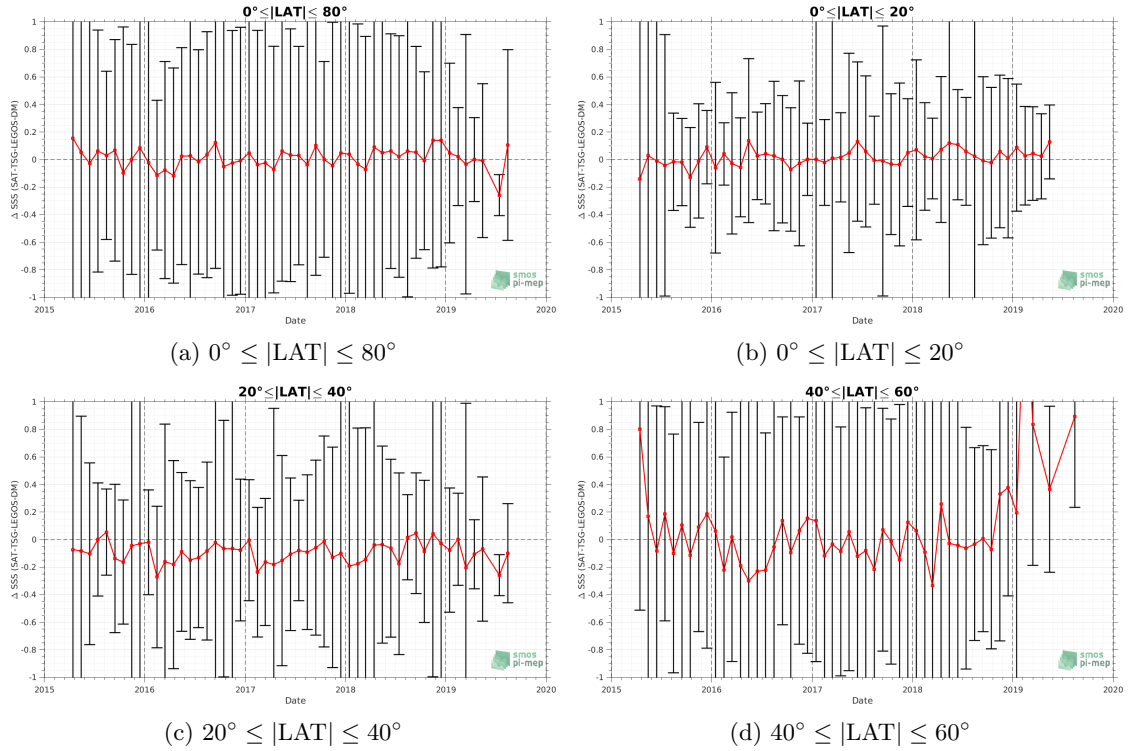 0°≤|LAT|≤ 80°
Δ SSS (SAT-TSG-LEGOS-DM)
1
0.8
0.6
0.4
0.2
0
-0.2
-0.4
-0.6
-0.8
-1
2015 2016 2017 2018 2019 2020
Date
smos
pi-mep
(a) 0° ≤ |LAT| ≤ 80°
0°≤|LAT|≤ 20°
Δ SSS (SAT-TSG-LEGOS-DM)
1
0.8
0.6
0.4
0.2
0
-0.2
-0.4
-0.6
-0.8
-1
2015 2016 2017 2018 2019 2020
Date
smos
pi-mep
(b) 0° ≤ |LAT| ≤ 20°
20°≤|LAT|≤ 40°
Δ SSS (SAT-TSG-LEGOS-DM)
1
0.8
0.6
0.4
0.2
0
-0.2
-0.4
-0.6
-0.8
-1
2015 2016 2017 2018 2019 2020
Date
smos
pi-mep
(c) 20° ≤ |LAT| ≤ 40°
40°≤|LAT|≤ 60°
Δ SSS (SAT-TSG-LEGOS-DM)
1
0.8
0.6
0.4
0.2
0
-0.2
-0.4
-0.6
-0.8
-1
2015 2016 2017 2018 2019 2020
Date
smos
pi-mep
(d) 40° ≤ |LAT| ≤ 60°